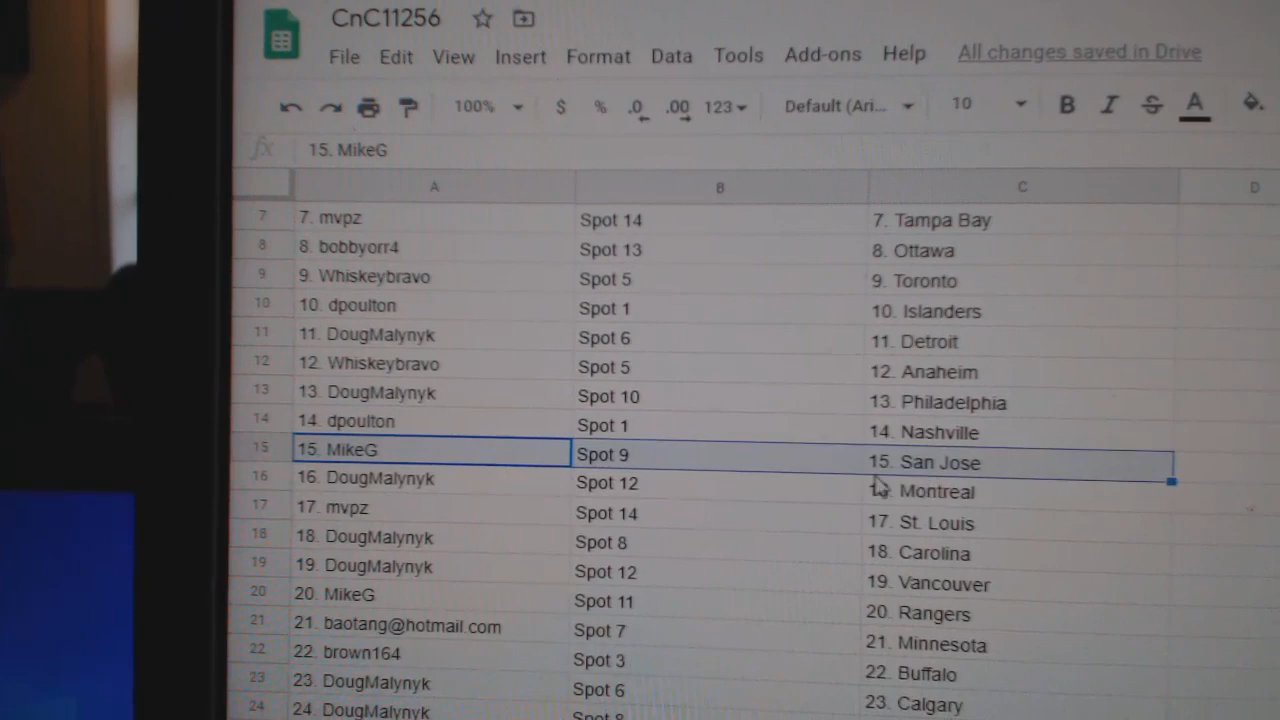 CnC11256
File Edit View Insert Format Data Tools Add-ons Help All changes saved in Drive
100% $ % .0 .00 123 Default (Ari... 10 B I S A
fx 15. MikeG
A B C D
7 7. mvpz Spot 14 7. Tampa Bay
8 8. bobbyorr4 Spot 13 8. Ottawa
9 9. Whiskeybravo Spot 5 9. Toronto
10 10. dpoulton Spot 1 10. Islanders
11 11. DougMalynyk Spot 6 11. Detroit
12 12. Whiskeybravo Spot 5 12. Anaheim
13 13. DougMalynyk Spot 10 13. Philadelphia
14 14. dpoulton Spot 1 14. Nashville
15 15. MikeG Spot 9 15. San Jose
16 16. DougMalynyk Spot 12 Montreal
17 17. mvpz Spot 14 17. St. Louis
18 18. DougMalynyk Spot 8 18. Carolina
19 19. DougMalynyk Spot 12 19. Vancouver
20 20. MikeG Spot 11 20. Rangers
21 21. baotang@hotmail.com Spot 7 21. Minnesota
22 22. brown164 Spot 3 22. Buffalo
23 23. DougMalynyk Spot 6 23. Calgary
24 24. DougMalynyk Spot 8